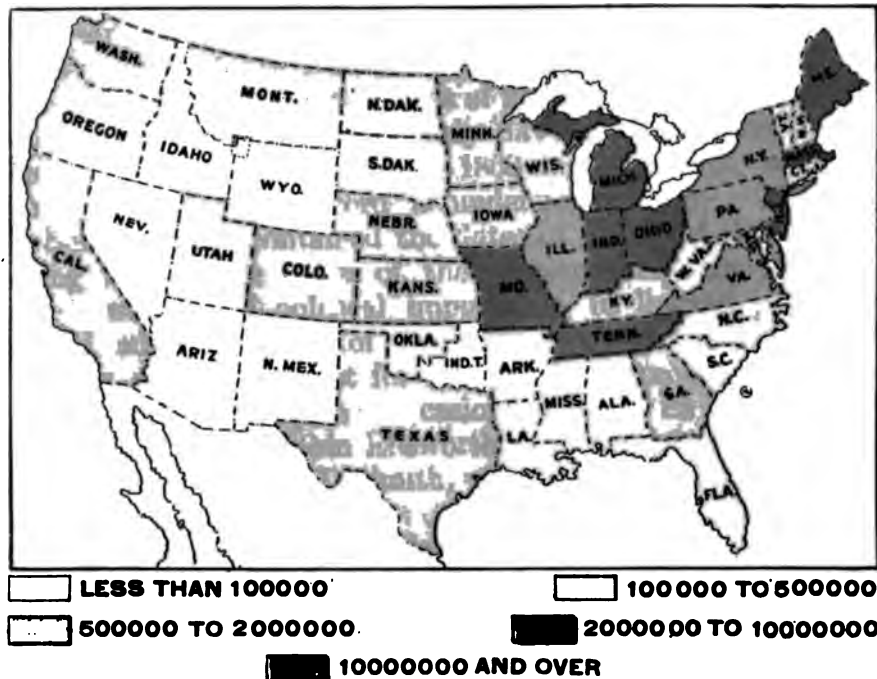 WASH.
MONT.
N.DAK.
MINN.
ME.
OREGON
IDAHO
S.DAK.
WIS.
N.Y.
WYO.
MICH.
NEV.
NEBR.
IOWA
PA.
UTAH
COLO.
ILL.
IND.
OHIO
W.VA.
CAL.
KANS.
MO.
KY.
VA.
ARIZ
N. MEX.
OKLA.
IND.T.
ARK.
TENN.
N.C.
S.C.
TEXAS
LA.
MISS.
ALA.
GA.
FLA.
LESS THAN 100000
100000 TO 500000
500000 TO 2000000.
2000000 TO 10000000
10000000 AND OVER